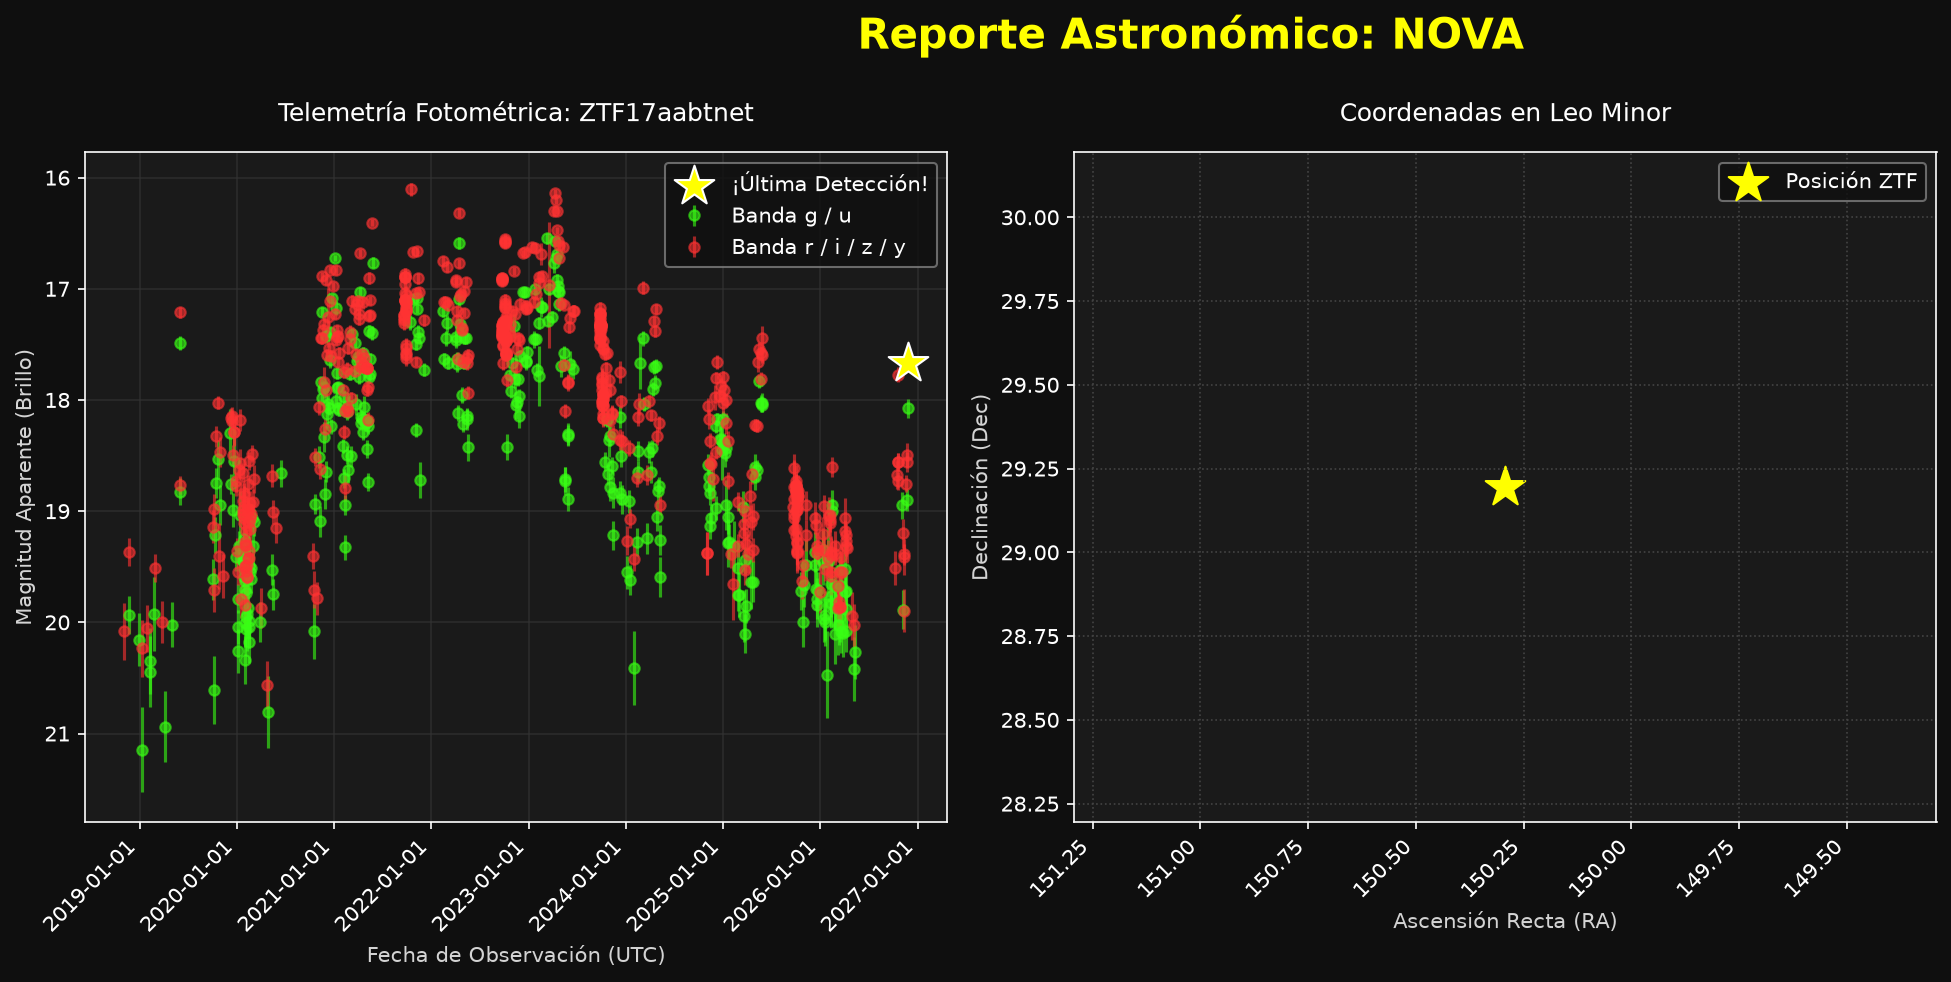 Reporte Astronómico: NOVA
Telemetría Fotométrica: ZTF17aabtnet
Magnitud Aparente (Brillo)
16
17
18
19
20
21
¡Última Detección!
Banda g / u
Banda r / i / z / y
2019-01-01
2020-01-01
2021-01-01
2022-01-01
2023-01-01
2024-01-01
2025-01-01
2026-01-01
2027-01-01
Fecha de Observación (UTC)
Coordenadas en Leo Minor
Declinación (Dec)
30.00
29.75
29.50
29.25
29.00
28.75
28.50
28.25
Posición ZTF
151.25
151.00
150.75
150.50
150.25
150.00
149.75
149.50
Ascensión Recta (RA)